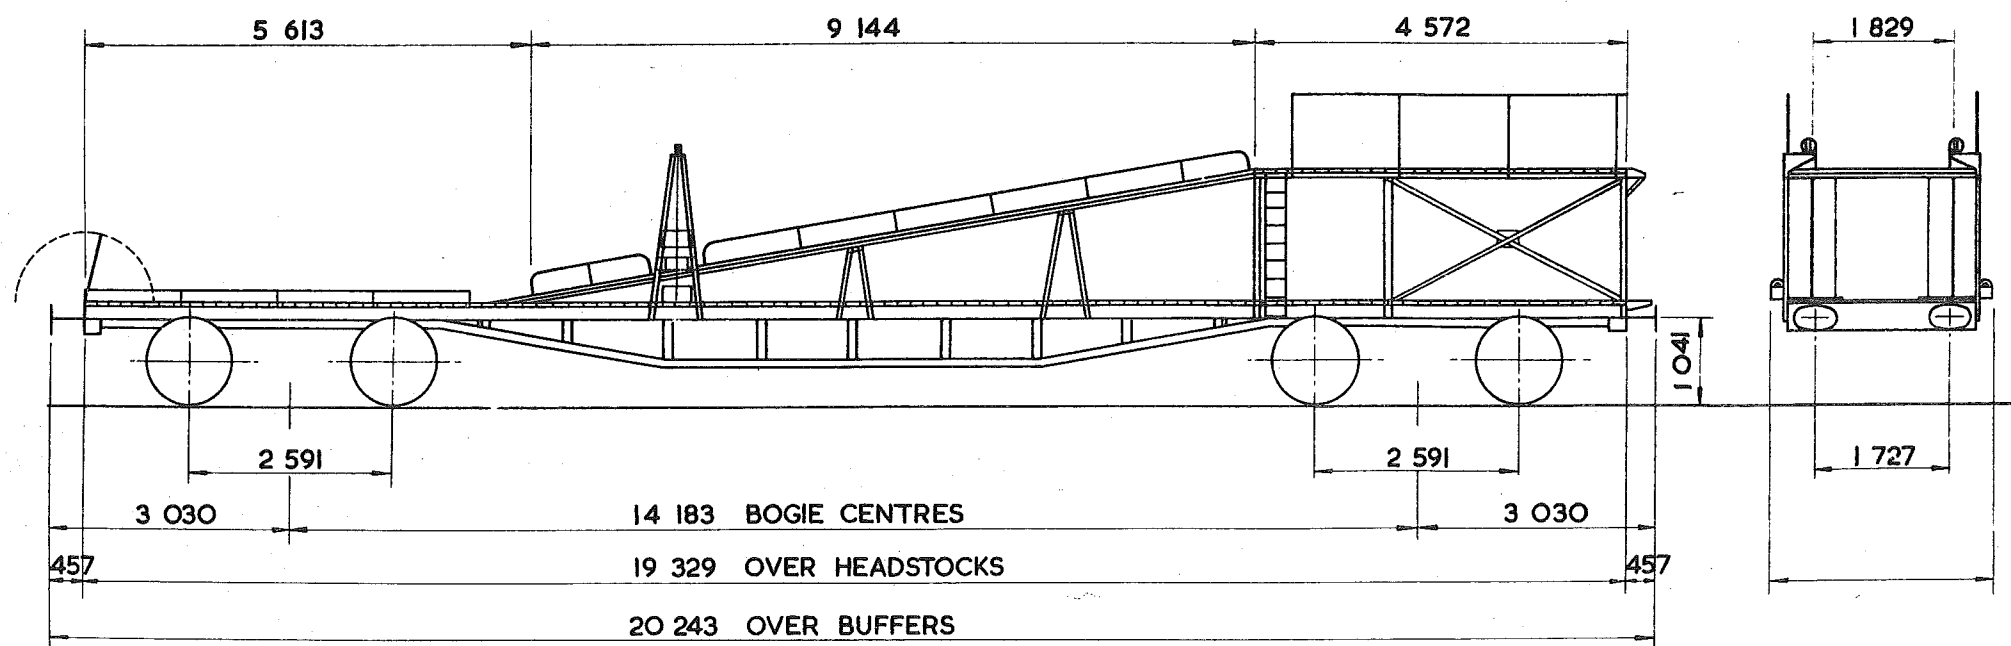 5 613 9 144 4 572 1 829
1 041
2 591 2 591 1 727
3 030 14 183 BOGIE CENTRES 3 030
457 19 329 OVER HEADSTOCKS 457
20 243 OVER BUFFERS